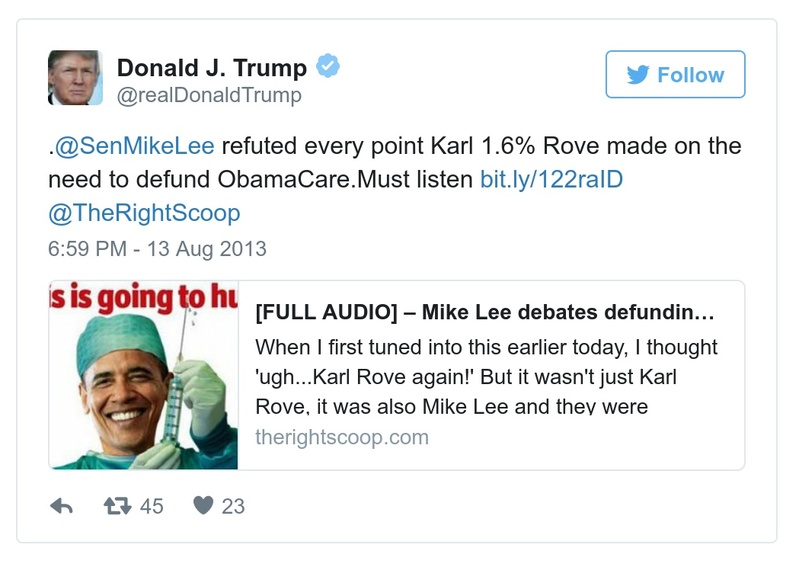 Donald J. Trump
@realDonaldTrump
Follow
.@SenMikeLee refuted every point Karl 1.6% Rove made on the
need to defund ObamaCare.Must listen bit.ly/122ralD
@TheRightScoop
6:59 PM - 13 Aug 2013
s is going to hu
[FULL AUDIO] – Mike Lee debates defundin…
When I first tuned into this earlier today, I thought
'ugh...Karl Rove again!' But it wasn't just Karl
Rove, it was also Mike Lee and they were
therightscoop.com
45
23